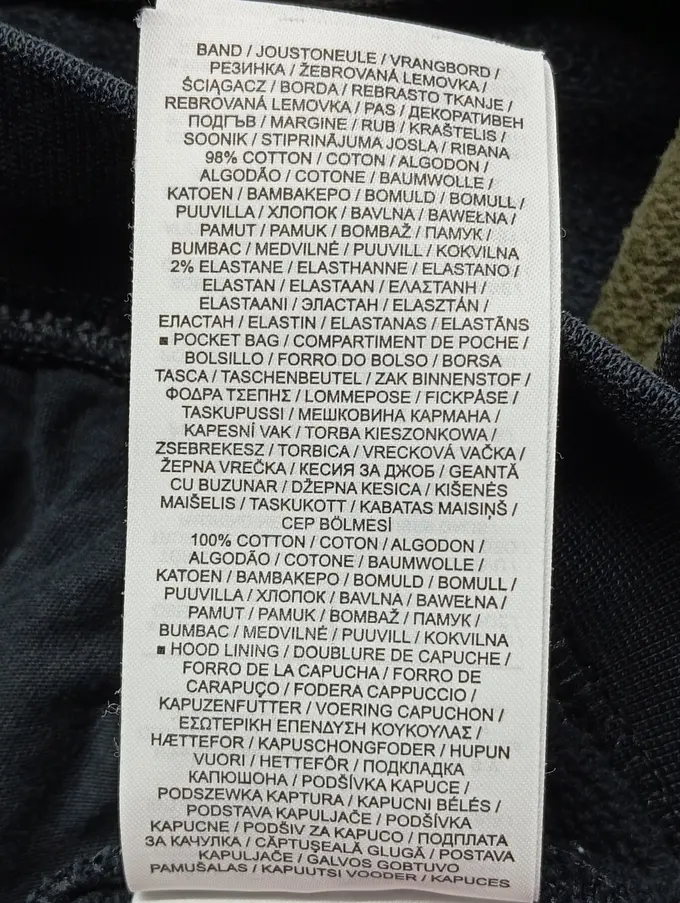 BAND / JOUSTONEULE / VRANGBORD /
РЕЗИНКА / ŽEBROVANÁ LEMOVKA /
ŚCIĄGACZ / BORDA / REBRASTO TKANJE /
REBROVANÁ LEMOVKA / PAS / ДЕКОРАТИВЕН
ПОДГЪВ / MARGINE / RUB / KRAŠTELIS /
SOONIK / STIPRINĀJUMA JOSLA / RIBANA
98% COTTON / COTON / ALGODON /
ALGODÃO / COTONE / BAUMWOLLE /
KATOEN / BAMBAKEPO / BOMULD / BOMULL /
PUUVILLA / ХЛОПОК / BAVLNA / BAWEŁNA /
PAMUT / PAMUK / BOMBAŽ / ПАМУК /
BUMBAC / MEDVILNĖ / PUUVILL / KOKVILNA
2% ELASTANE / ELASTHANNE / ELASTANO /
ELASTAN / ELASTAAN / ΕΛΑΣΤΑΝΗ /
ELASTAANI / ЭЛАСТАН / ELASZTÁN /
ЕЛАСТАН / ELASTIN / ELASTANAS / ELASTĀNS
■ POCKET BAG / COMPARTIMENT DE POCHE /
BOLSILLO / FORRO DO BOLSO / BORSA
TASCA / TASCHENBEUTEL / ZAK BINNENSTOF /
ΦΟΔΡΑ ΤΣΕΠΗΣ / LOMMEPOSE / FICKPÅSE /
TASKUPUSSI / МЕШКОВИНА КАРМАНА /
KAPESNÍ VAK / TORBA KIESZONKOWA /
ZSEBREKESZ / TORBICA / VRECKOVÁ VAČKA /
ŽEPNA VREČKA / КЕСИЯ ЗА ДЖОБ / GEANTĂ
CU BUZUNAR / DŽEPNA KESICA / KIŠENĖS
MAIŠELIS / TASKUKOTT / KABATAS MAISIŅŠ /
CEP BÖLMESİ
100% COTTON / COTON / ALGODON /
ALGODÃO / COTONE / BAUMWOLLE /
KATOEN / BAMBAKEPO / BOMULD / BOMULL /
PUUVILLA / ХЛОПОК / BAVLNA / BAWEŁNA /
PAMUT / PAMUK / BOMBAŽ / ПАМУК /
BUMBAC / MEDVILNĖ / PUUVILL / KOKVILNA
■ HOOD LINING / DOUBLURE DE CAPUCHE /
FORRO DE LA CAPUCHA / FORRO DE
CARAPUÇO / FODERA CAPPUCCIO /
KAPUZENFUTTER / VOERING CAPUCHON /
ΕΣΩΤΕΡΙΚΗ ΕΠΕΝΔΥΣΗ ΚΟΥΚΟΥΛΑΣ /
HÆTTEFOR / KAPUSCHONGFODER / HUPUN
VUORI / HETTEFÔR / ПОДКЛАДКА
КАПЮШОНА / PODŠÍVKA KAPUCE /
PODSZEWKA KAPTURA / KAPUCNI BÉLÉS /
PODSTAVA KAPULJAČE / PODŠÍVKA
KAPUCNE / PODŠIV ZA KAPUCO / ПОДПЛАТА
ЗА КАЧУЛКА / CĂPTUŞEALĂ GLUGĂ / POSTAVA
KAPULJAČE / GALVOS GOBTUVO
PAMUŠALAS / KAPUUTSI VOODER / KAPUCES